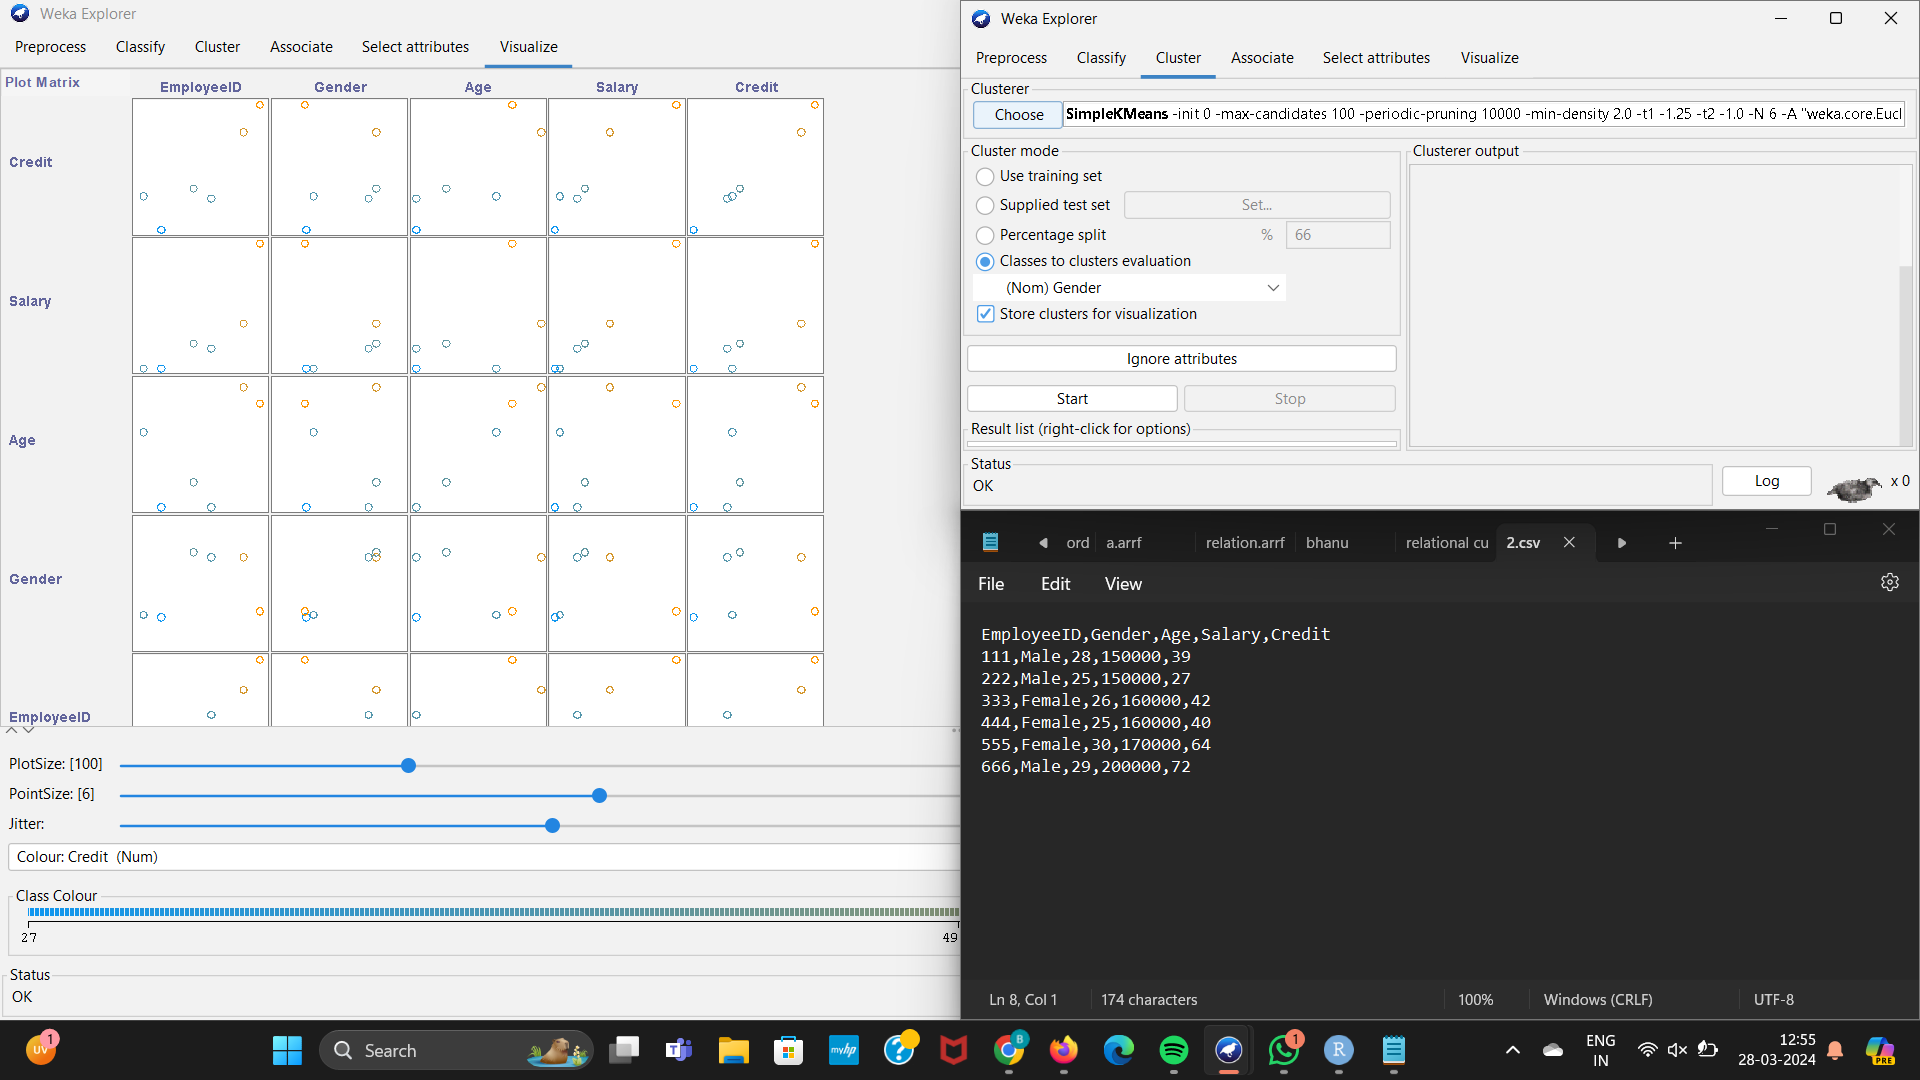 Weka Explorer
Preprocess Classify Cluster Associate Select attributes Visualize
Plot Matrix EmployeeID Gender Age Salary Credit
Credit
Salary
Age
Gender
EmployeeID
PlotSize: [100]
PointSize: [6]
Jitter:
Colour: Credit (Num)
Class Colour
27 49
Status
OK
Weka Explorer
Preprocess Classify Cluster Associate Select attributes Visualize
Clusterer
Choose SimpleKMeans -init 0 -max-candidates 100 -periodic-pruning 10000 -min-density 2.0 -t1 -1.25 -t2 -1.0 -N 6 -A "weka.core.Eucl
Cluster mode
Use training set
Supplied test set Set...
Percentage split % 66
Classes to clusters evaluation
(Nom) Gender
Store clusters for visualization
Ignore attributes
Start Stop
Result list (right-click for options)
Clusterer output
Status
OK
Log x 0
ord a.arrf relation.arrf bhanu relational cu 2.csv
File Edit View
EmployeeID,Gender,Age,Salary,Credit
111,Male,28,150000,39
222,Male,25,150000,27
333,Female,26,160000,42
444,Female,25,160000,40
555,Female,30,170000,64
666,Male,29,200000,72
Ln 8, Col 1 174 characters 100% Windows (CRLF) UTF-8
UV 1 Search myhp B 1 R ENG
IN
12:55
28-03-2024
PRE